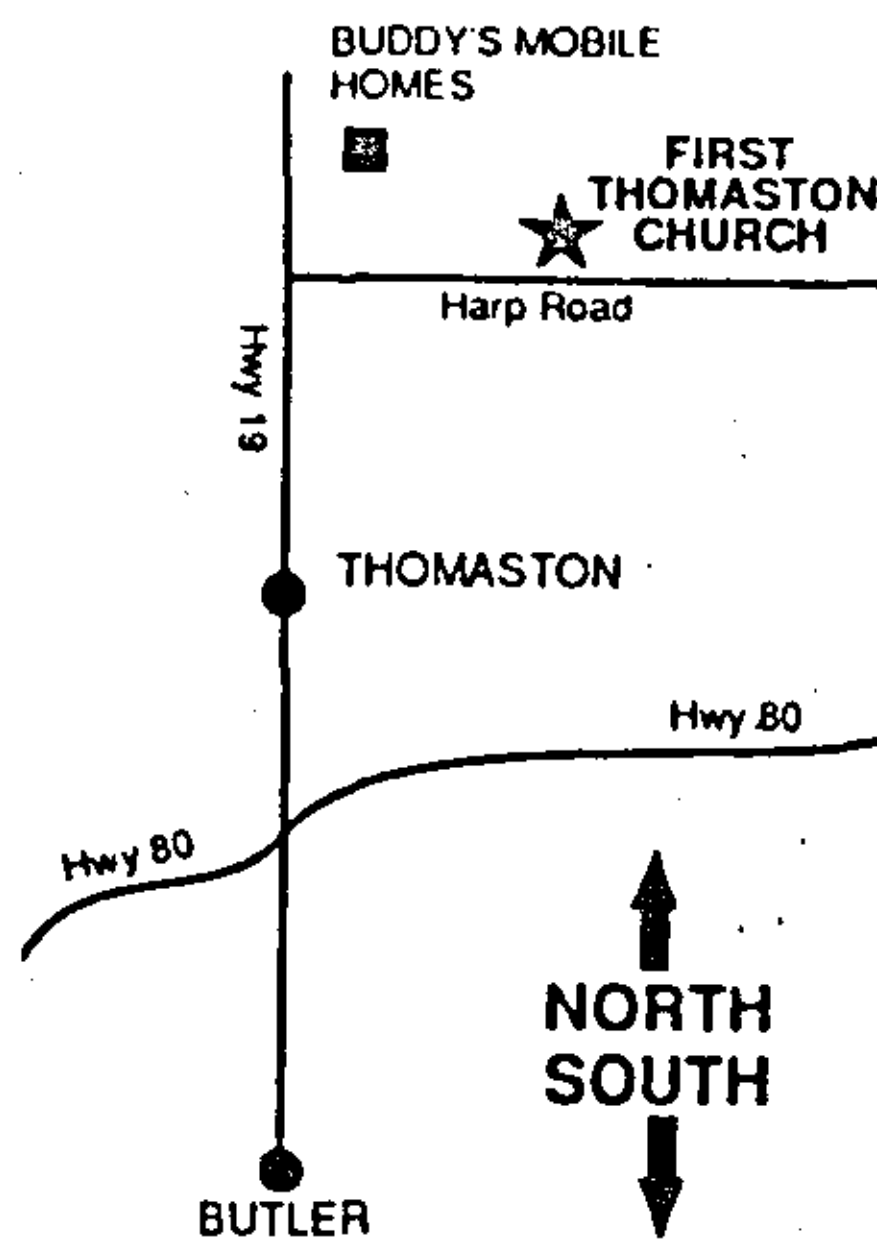 BUDDY'S MOBILE
HOMES
FIRST
THOMASTON
CHURCH
Harp Road
Hwy 19
THOMASTON
Hwy 80
Hwy 80
NORTH
SOUTH
BUTLER